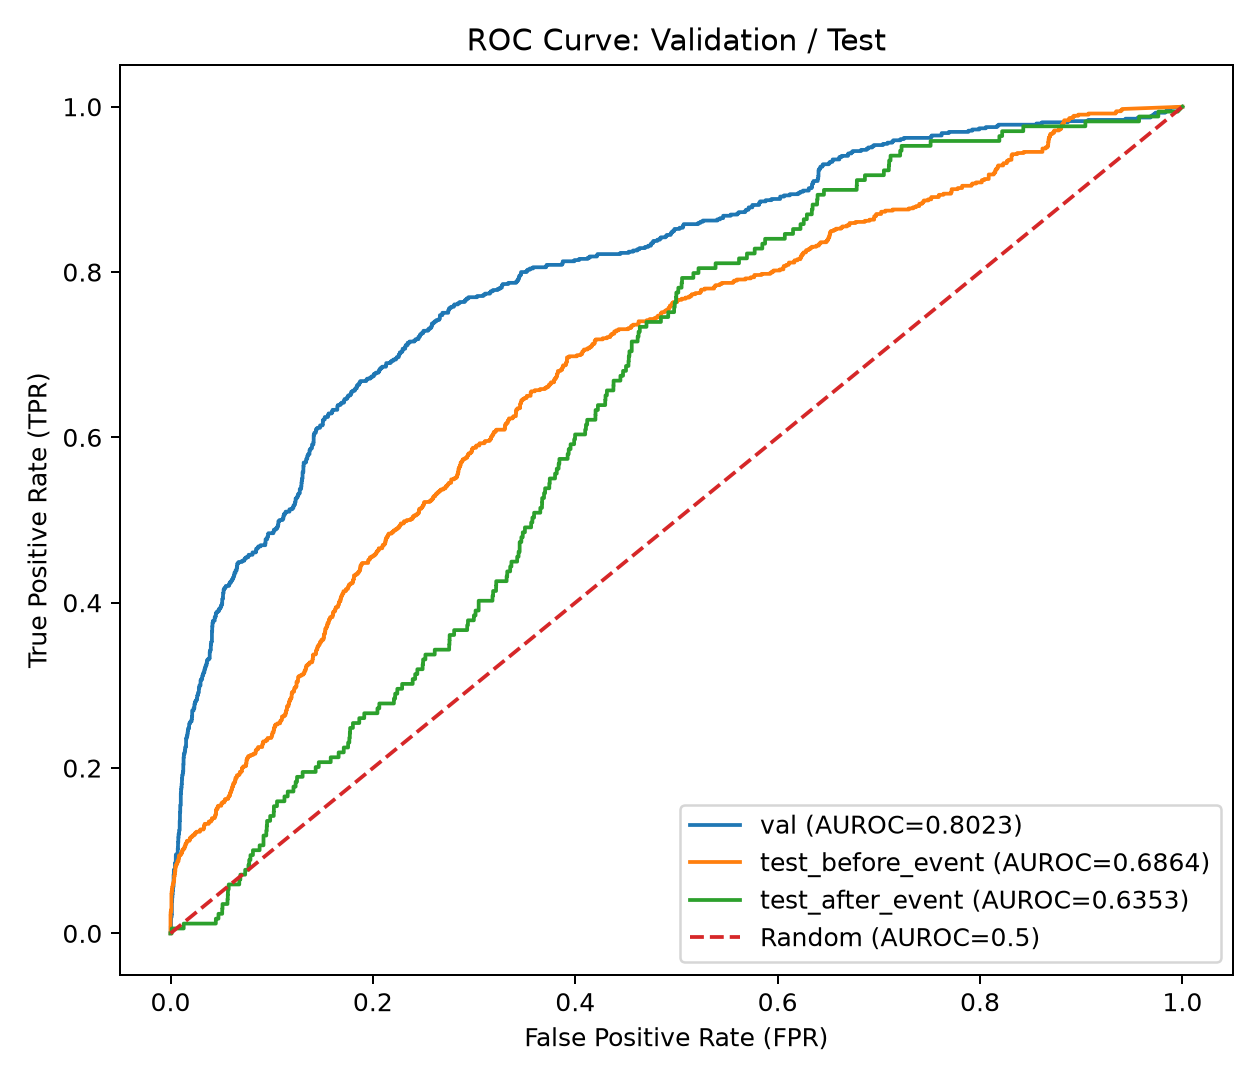 ROC Curve: Validation / Test
True Positive Rate (TPR)
1.0
0.8
0.6
0.4
0.2
0.0
val (AUROC=0.8023)
test_before_event (AUROC=0.6864)
test_after_event (AUROC=0.6353)
Random (AUROC=0.5)
0.0 0.2 0.4 0.6 0.8 1.0
False Positive Rate (FPR)